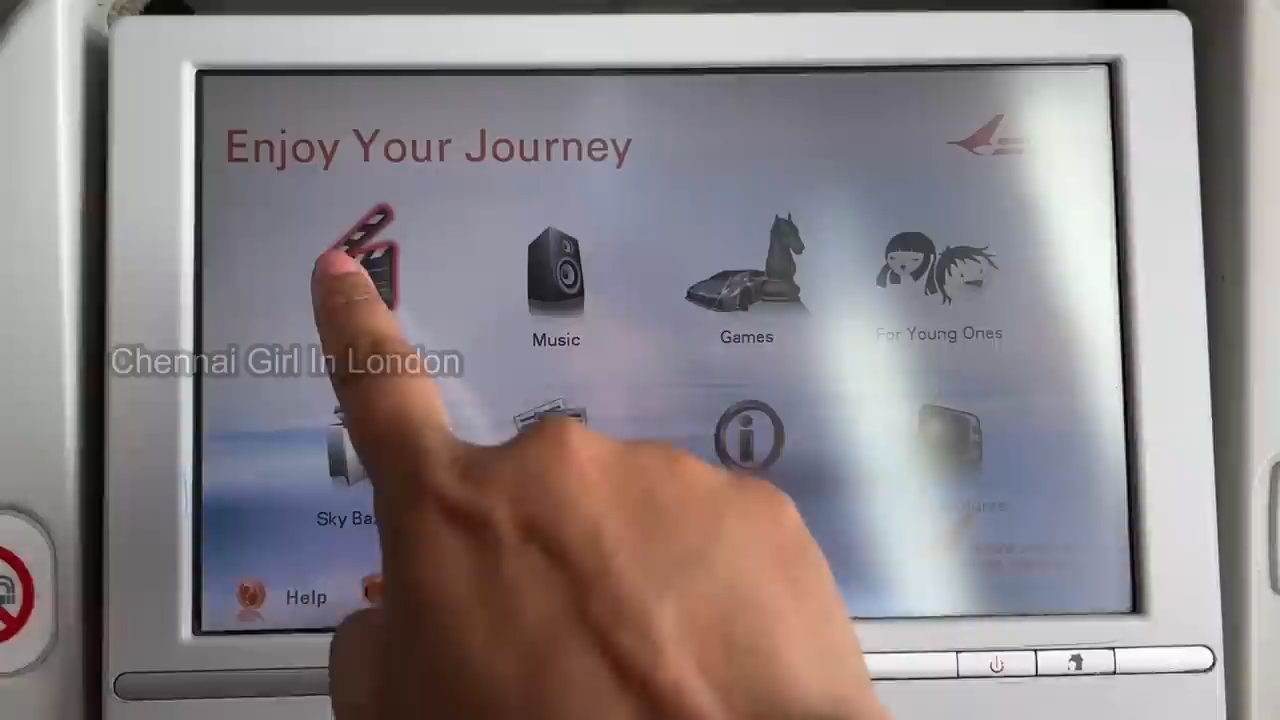 Enjoy Your Journey
Music
Games
For Young Ones
Chennai Girl In London
Sky Ba
Help